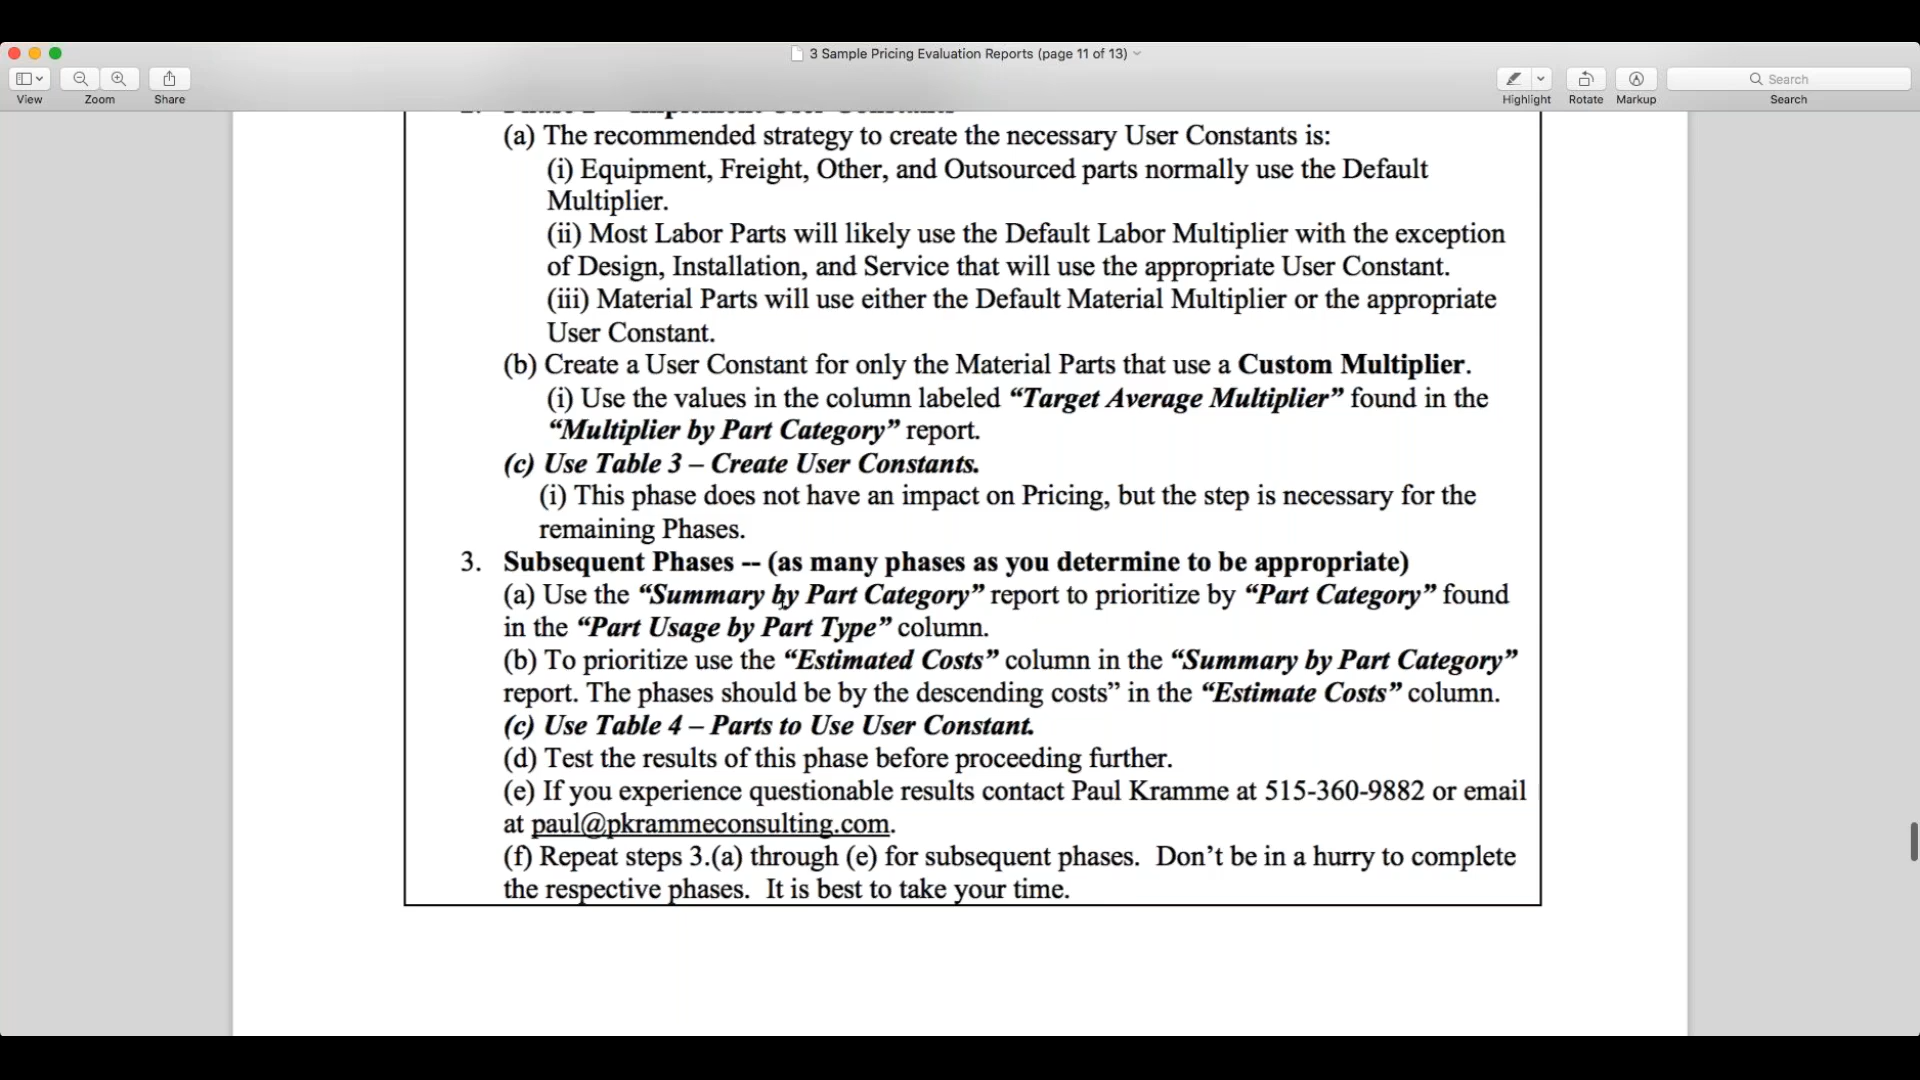 3 Sample Pricing Evaluation Reports (page 11 of 13)
View
Zoom
Share
Highlight
Rotate
Markup
Search
Search
(a) The recommended strategy to create the necessary User Constants is:
(i) Equipment, Freight, Other, and Outsourced parts normally use the Default
Multiplier.
(ii) Most Labor Parts will likely use the Default Labor Multiplier with the exception
of Design, Installation, and Service that will use the appropriate User Constant.
(iii) Material Parts will use either the Default Material Multiplier or the appropriate
User Constant.
(b) Create a User Constant for only the Material Parts that use a Custom Multiplier.
(i) Use the values in the column labeled “Target Average Multiplier” found in the
“Multiplier by Part Category” report.
(c) Use Table 3 – Create User Constants.
(i) This phase does not have an impact on Pricing, but the step is necessary for the
remaining Phases.
3. Subsequent Phases -- (as many phases as you determine to be appropriate)
(a) Use the “Summary by Part Category” report to prioritize by “Part Category” found
in the “Part Usage by Part Type” column.
(b) To prioritize use the “Estimated Costs” column in the “Summary by Part Category”
report. The phases should be by the descending costs” in the “Estimate Costs” column.
(c) Use Table 4 – Parts to Use User Constant.
(d) Test the results of this phase before proceeding further.
(e) If you experience questionable results contact Paul Kramme at 515-360-9882 or email
at paul@pkrammeconsulting.com.
(f) Repeat steps 3.(a) through (e) for subsequent phases.  Don’t be in a hurry to complete
the respective phases.  It is best to take your time.